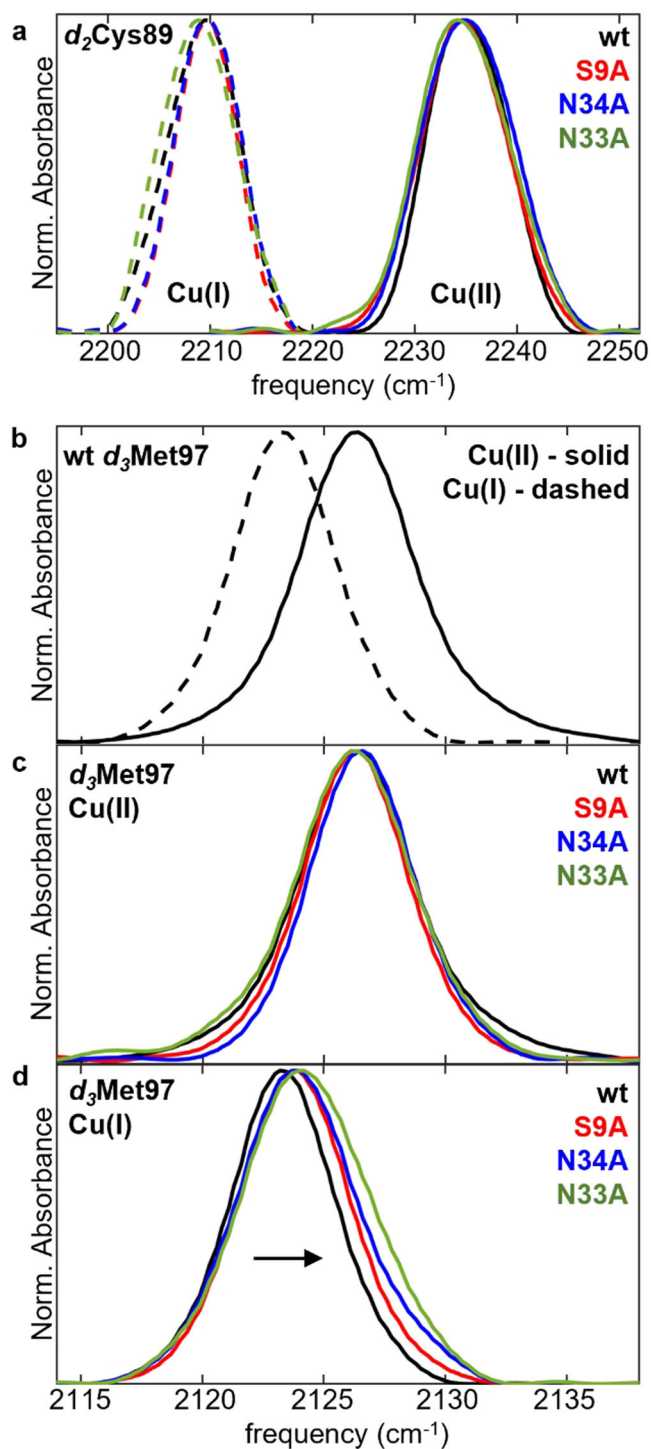 a
d₂Cys89
wt
S9A
N34A
N33A
Norm. Absorbance
Cu(I)
Cu(II)
2200 2210 2220 2230 2240 2250
frequency (cm⁻¹)
b
wt d₃Met97
Cu(II) - solid
Cu(I) - dashed
Norm. Absorbance
c
d₃Met97
Cu(II)
wt
S9A
N34A
N33A
Norm. Absorbance
d
d₃Met97
Cu(I)
wt
S9A
N34A
N33A
Norm. Absorbance
2115 2120 2125 2130 2135
frequency (cm⁻¹)